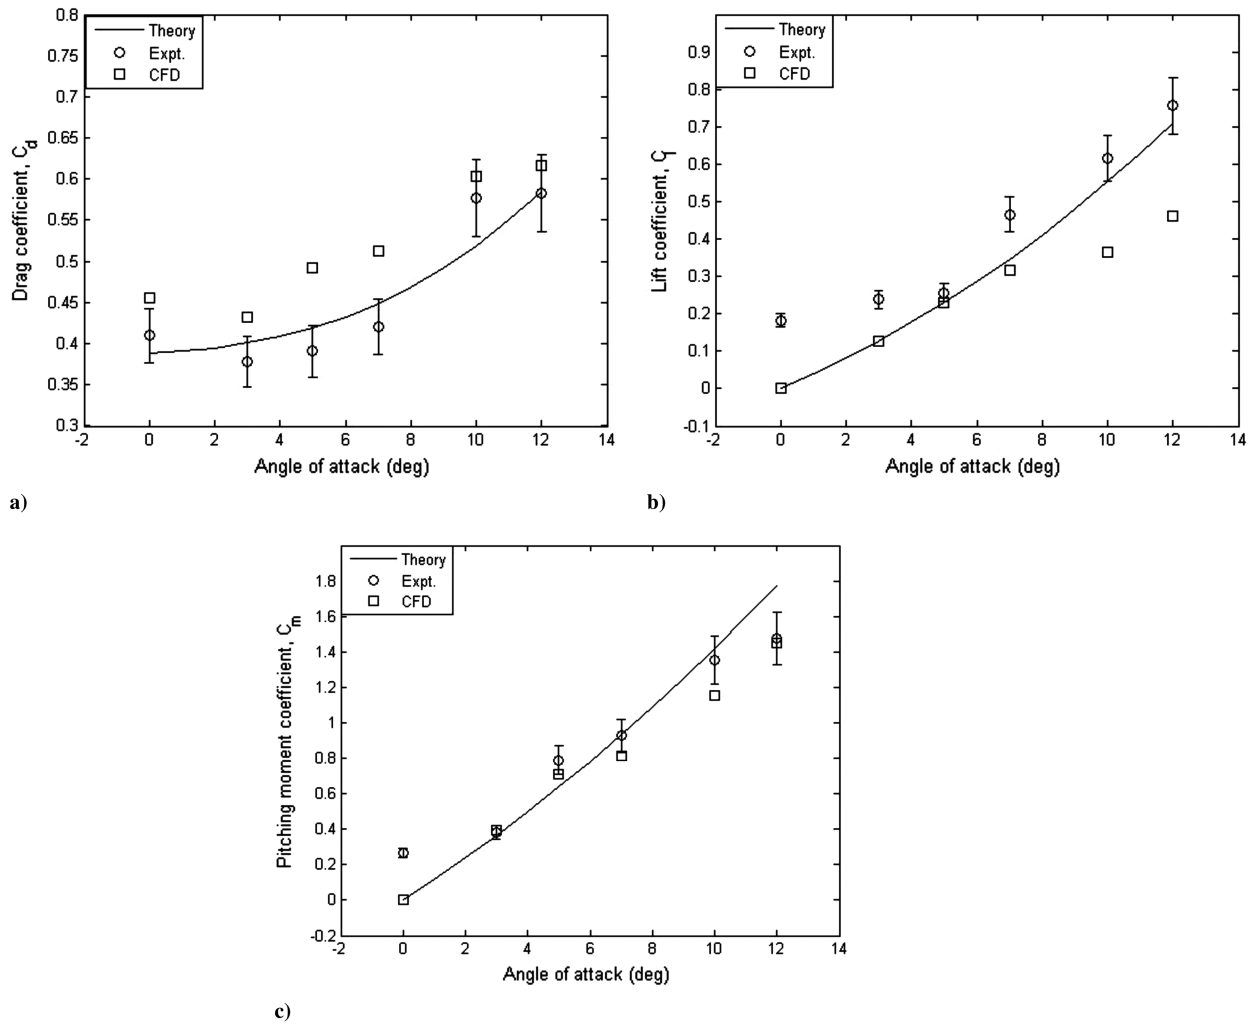 0.8
0.75
0.7
0.65
0.6
0.55
0.5
0.45
0.4
0.35
0.3
-2 0 2 4 6 8 10 12 14
Drag coefficient, C_d
Angle of attack (deg)
Theory
Expt.
CFD
a)
0.9
0.8
0.7
0.6
0.5
0.4
0.3
0.2
0.1
0
-0.1
-2 0 2 4 6 8 10 12 14
Lift coefficient, C_l
Angle of attack (deg)
Theory
Expt.
CFD
b)
1.8
1.6
1.4
1.2
1
0.8
0.6
0.4
0.2
0
-0.2
-2 0 2 4 6 8 10 12 14
Pitching moment coefficient, C_m
Angle of attack (deg)
Theory
Expt.
CFD
c)